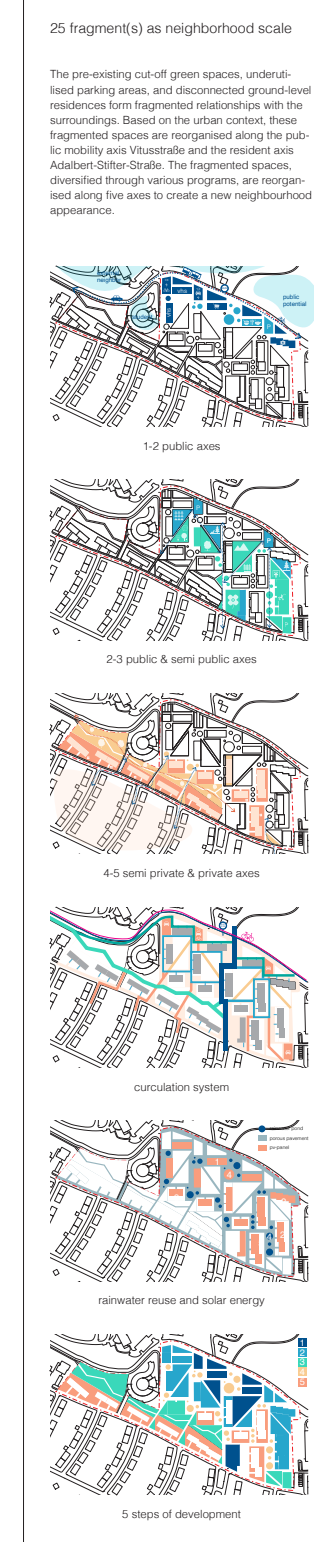 25 fragment(s) as neighborhood scale
The pre-existing cut-off green spaces, underuti-
lised parking areas, and disconnected ground-level
residences form fragmented relationships with the
surroundings. Based on the urban context, these
fragmented spaces are reorganised along the pub-
lic mobility axis Vitusstraße and the resident axis
Adalbert-Stifter-Straße. The fragmented spaces,
diversified through various programs, are reorgan-
ised along five axes to create a new neighbourhood
appearance.
public
potential
1-2 public axes
P
P
P
2-3 public & semi public axes
4-5 semi private & private axes
curculation system
pond
porous pavement
pv-panel
1
4
rainwater reuse and solar energy
1
2
3
4
5
5 steps of development